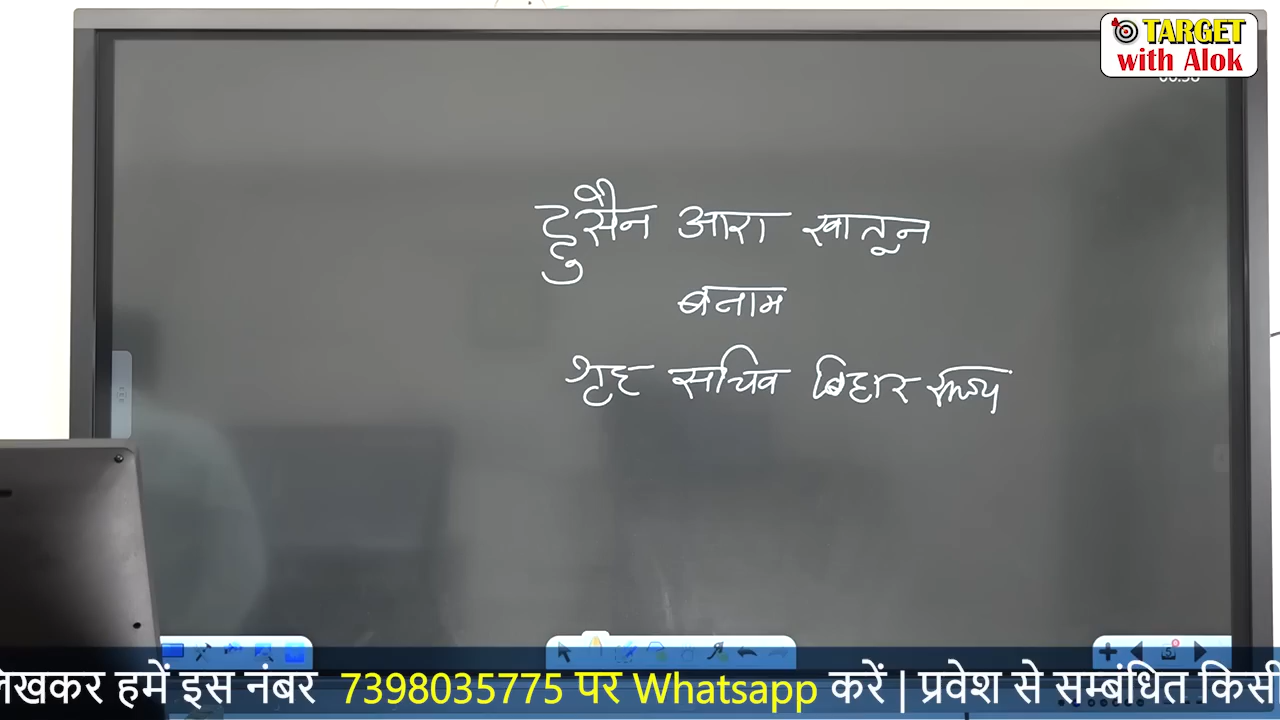 TARGET
with Alok
हुसैन आरा खातून
बनाम
गृह सचिव बिहार राज्य
लिखकर हमें इस नंबर 7398035775 पर Whatsapp करें | प्रवेश से सम्बंधित किसी